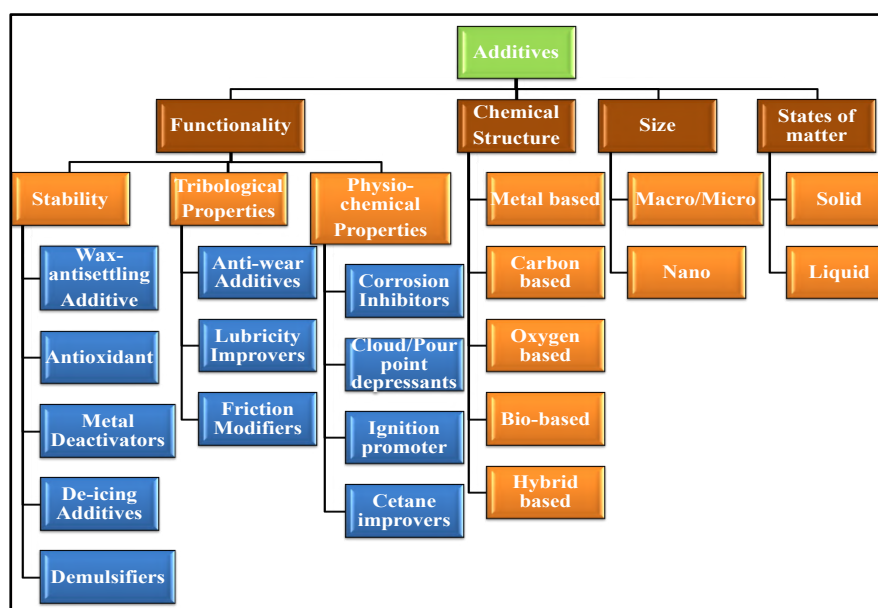 Additives
Functionality
Chemical
Structure
Size
States of
matter
Stability
Tribological
Properties
Physio-
chemical
Properties
Metal based
Macro/Micro
Solid
Wax-
antisettling
Additive
Anti-wear
Additives
Corrosion
Inhibitors
Carbon
based
Nano
Liquid
Antioxidant
Lubricity
Improvers
Cloud/Pour
point
depressants
Oxygen
based
Metal
Deactivators
Friction
Modifiers
Ignition
promoter
Bio-based
De-icing
Additives
Cetane
improvers
Hybrid
based
Demulsifiers